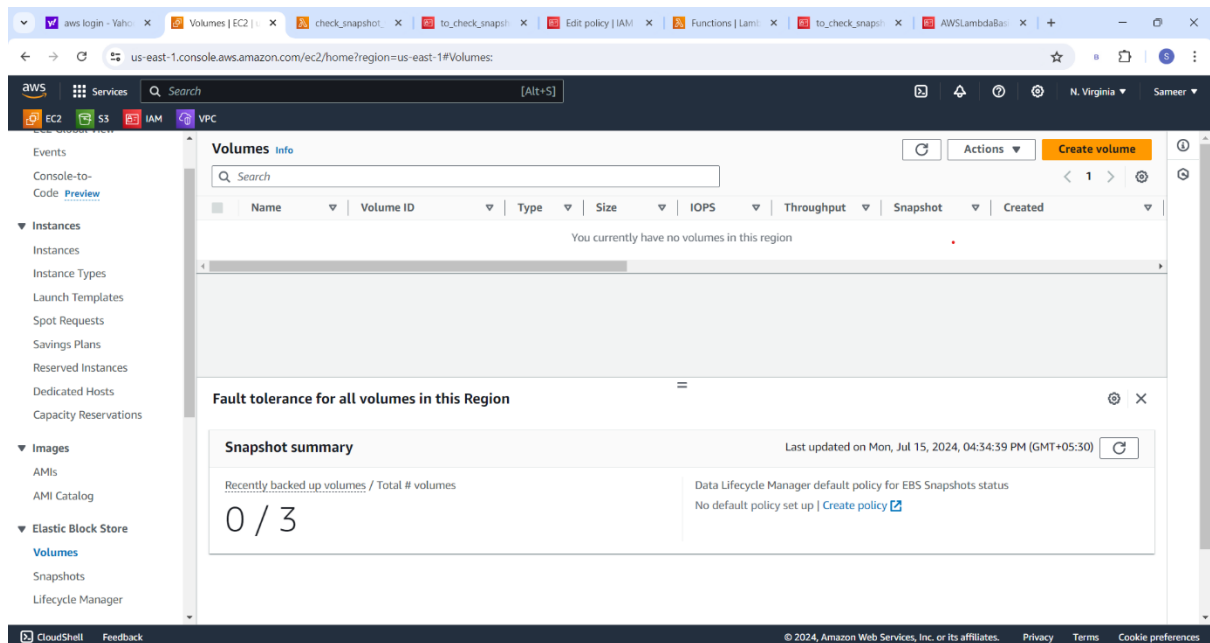 aws login - Yaho
Volumes | EC2 | u
check_snapshot_
to_check_snapsh
Edit policy | IAM
Functions | Lamb
to_check_snapsh
AWSLambdaBas
us-east-1.console.aws.amazon.com/ec2/home?region=us-east-1#Volumes:
S
aws Services Search [Alt+S] N. Virginia Sameer
EC2 S3 IAM VPC
EC2 Global View
Events
Console-to-
Code Preview
Instances
Instances
Instance Types
Launch Templates
Spot Requests
Savings Plans
Reserved Instances
Dedicated Hosts
Capacity Reservations
Images
AMIs
AMI Catalog
Elastic Block Store
Volumes
Snapshots
Lifecycle Manager
Volumes Info
Actions Create volume
Search
1
Name Volume ID Type Size IOPS Throughput Snapshot Created
You currently have no volumes in this region
Fault tolerance for all volumes in this Region
Snapshot summary
Last updated on Mon, Jul 15, 2024, 04:34:39 PM (GMT+05:30)
Recently backed up volumes / Total # volumes
0 / 3
Data Lifecycle Manager default policy for EBS Snapshots status
No default policy set up | Create policy
CloudShell Feedback © 2024, Amazon Web Services, Inc. or its affiliates. Privacy Terms Cookie preferences